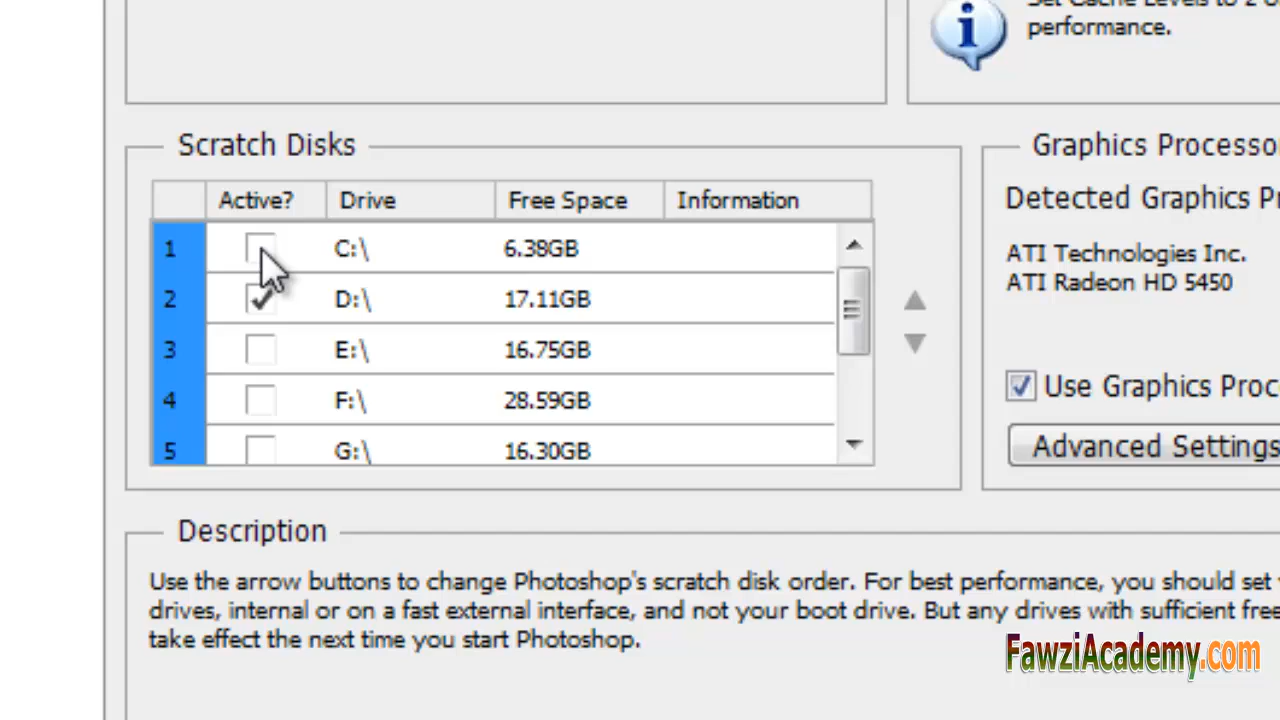 performance.
Scratch Disks
Active? Drive Free Space Information
1 C:\ 6.38GB
2 D:\ 17.11GB
3 E:\ 16.75GB
4 F:\ 28.59GB
5 G:\ 16.30GB
Graphics Processo
Detected Graphics P
ATI Technologies Inc.
ATI Radeon HD 5450
Use Graphics Proc
Advanced Settings
Description
Use the arrow buttons to change Photoshop's scratch disk order. For best performance, you should set
drives, internal or on a fast external interface, and not your boot drive. But any drives with sufficient free
take effect the next time you start Photoshop.
FawziAcademy.com